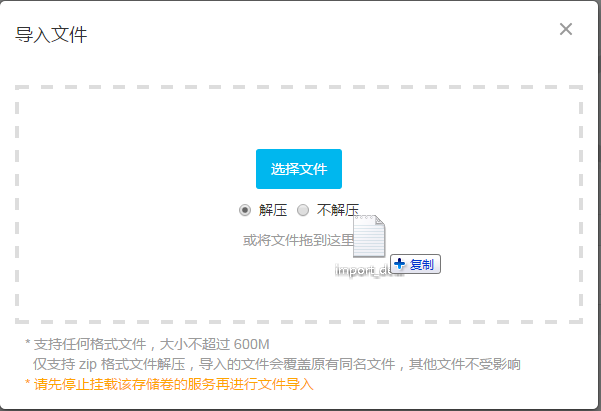 导入文件
选择文件
解压 不解压
或将文件拖到这里
复制
* 支持任何格式文件，大小不超过 600M
仅支持 zip 格式文件解压，导入的文件会覆盖原有同名文件，其他文件不受影响
* 请先停止挂载该存储卷的服务再进行文件导入